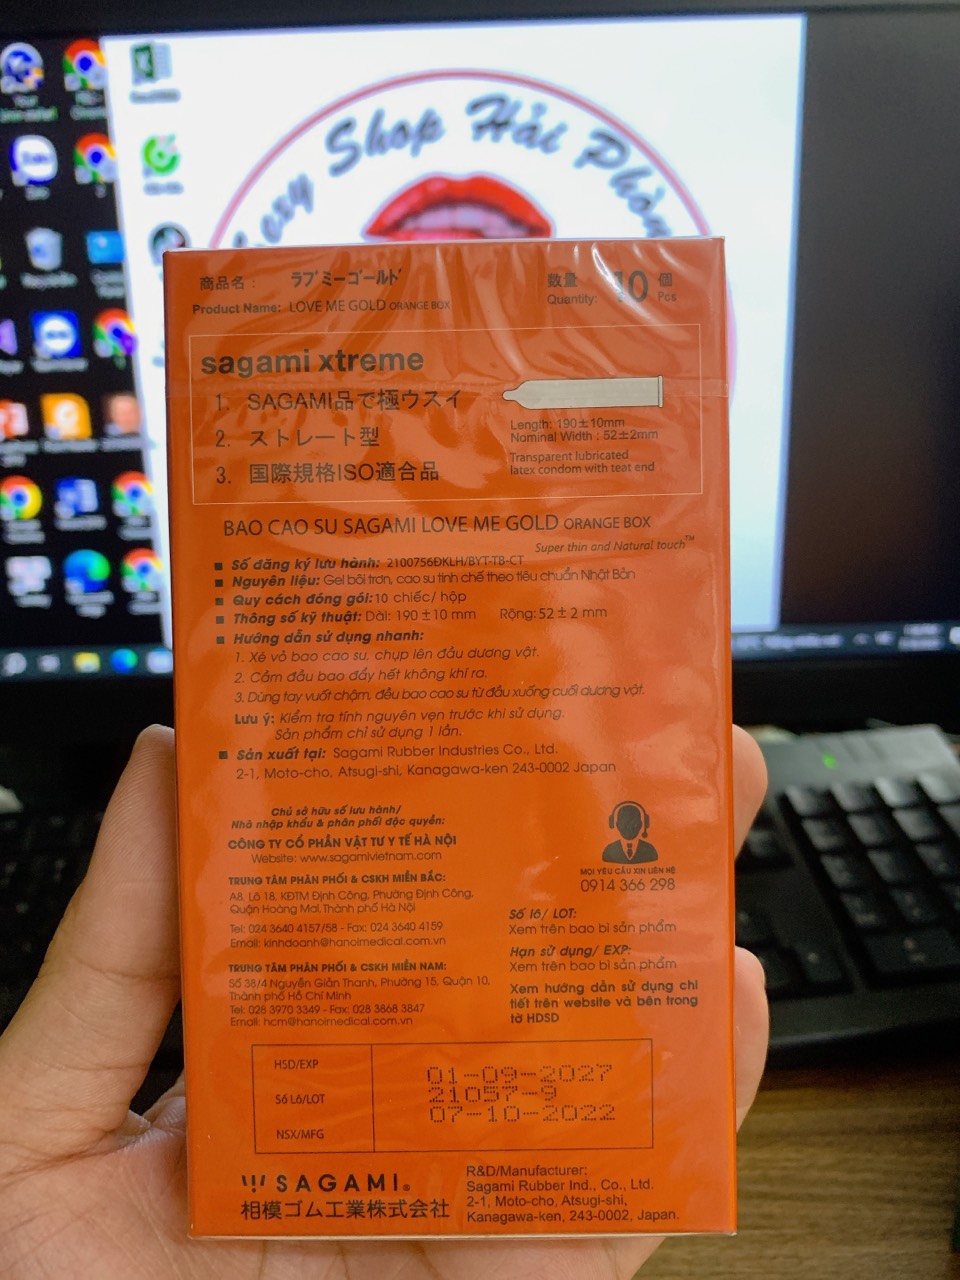 Sexy Shop Hải Phòng
商品名: ラブミーゴールド 数量 10 個
Product Name: LOVE ME GOLD ORANGE BOX Quantity: Pcs
sagami xtreme
1. SAGAMI品で極ウスイ
2. ストレート型
3. 国際規格ISO適合品
Length: 190±10mm
Nominal Width : 52±2mm
Transparent lubricated
latex condom with teat end
BAO CAO SU SAGAMI LOVE ME GOLD ORANGE BOX
Super thin and Natural touch™
Số đăng ký lưu hành: 2100756ĐKLH/BYT-TB-CT
Nguyên liệu: Gel bôi trơn, cao su tinh chế theo tiêu chuẩn Nhật Bản
Quy cách đóng gói: 10 chiếc/ hộp
Thông số kỹ thuật: Dài: 190±10 mm Rộng: 52±2 mm
Hướng dẫn sử dụng nhanh:
1. Xé vỏ bao cao su, chụp lên đầu dương vật.
2. Cầm đầu bao đẩy hết không khí ra.
3. Dùng tay vuốt chậm, đều bao cao su từ đầu xuống cuối dương vật.
Lưu ý: Kiểm tra tính nguyên vẹn trước khi sử dụng.
Sản phẩm chỉ sử dụng 1 lần.
Sản xuất tại: Sagami Rubber Industries Co., Ltd.
2-1, Moto-cho, Atsugi-shi, Kanagawa-ken 243-0002 Japan
Chủ sở hữu số lưu hành/
Nhà nhập khẩu & phân phối độc quyền:
CÔNG TY CỔ PHẦN VẬT TƯ Y TẾ HÀ NỘI
Website: www.sagamivietnam.com
TRUNG TÂM PHÂN PHỐI & CSKH MIỀN BẮC:
A8, Lô 18, KĐTM Định Công, Phường Định Công,
Quận Hoàng Mai, Thành phố Hà Nội
Tel: 024 3640 4157/58 - Fax: 024 3640 4159
Email: kinhdoanh@hanoimedical.com.vn
TRUNG TÂM PHÂN PHỐI & CSKH MIỀN NAM:
Số 38/4 Nguyễn Giản Thanh, Phường 15, Quận 10,
Thành phố Hồ Chí Minh
Tel: 028 3970 3349 - Fax: 028 3868 3847
Email: hcm@hanoimedical.com.vn
MỌI YÊU CẦU XIN LIÊN HỆ
0914 366 298
Số lô/ LOT:
Xem trên bao bì sản phẩm
Hạn sử dụng/ EXP:
Xem trên bao bì sản phẩm
Xem hướng dẫn sử dụng chi
tiết trên website và bên trong
tờ HDSD
HSD/EXP 01-09-2027
Số Lô/LOT 21057-9
NSX/MFG 07-10-2022
SAGAMI®
相模ゴム工業株式会社
R&D/Manufacturer:
Sagami Rubber Ind., Co., Ltd.
2-1, Moto-cho, Atsugi-shi,
Kanagawa-ken, 243-0002, Japan.